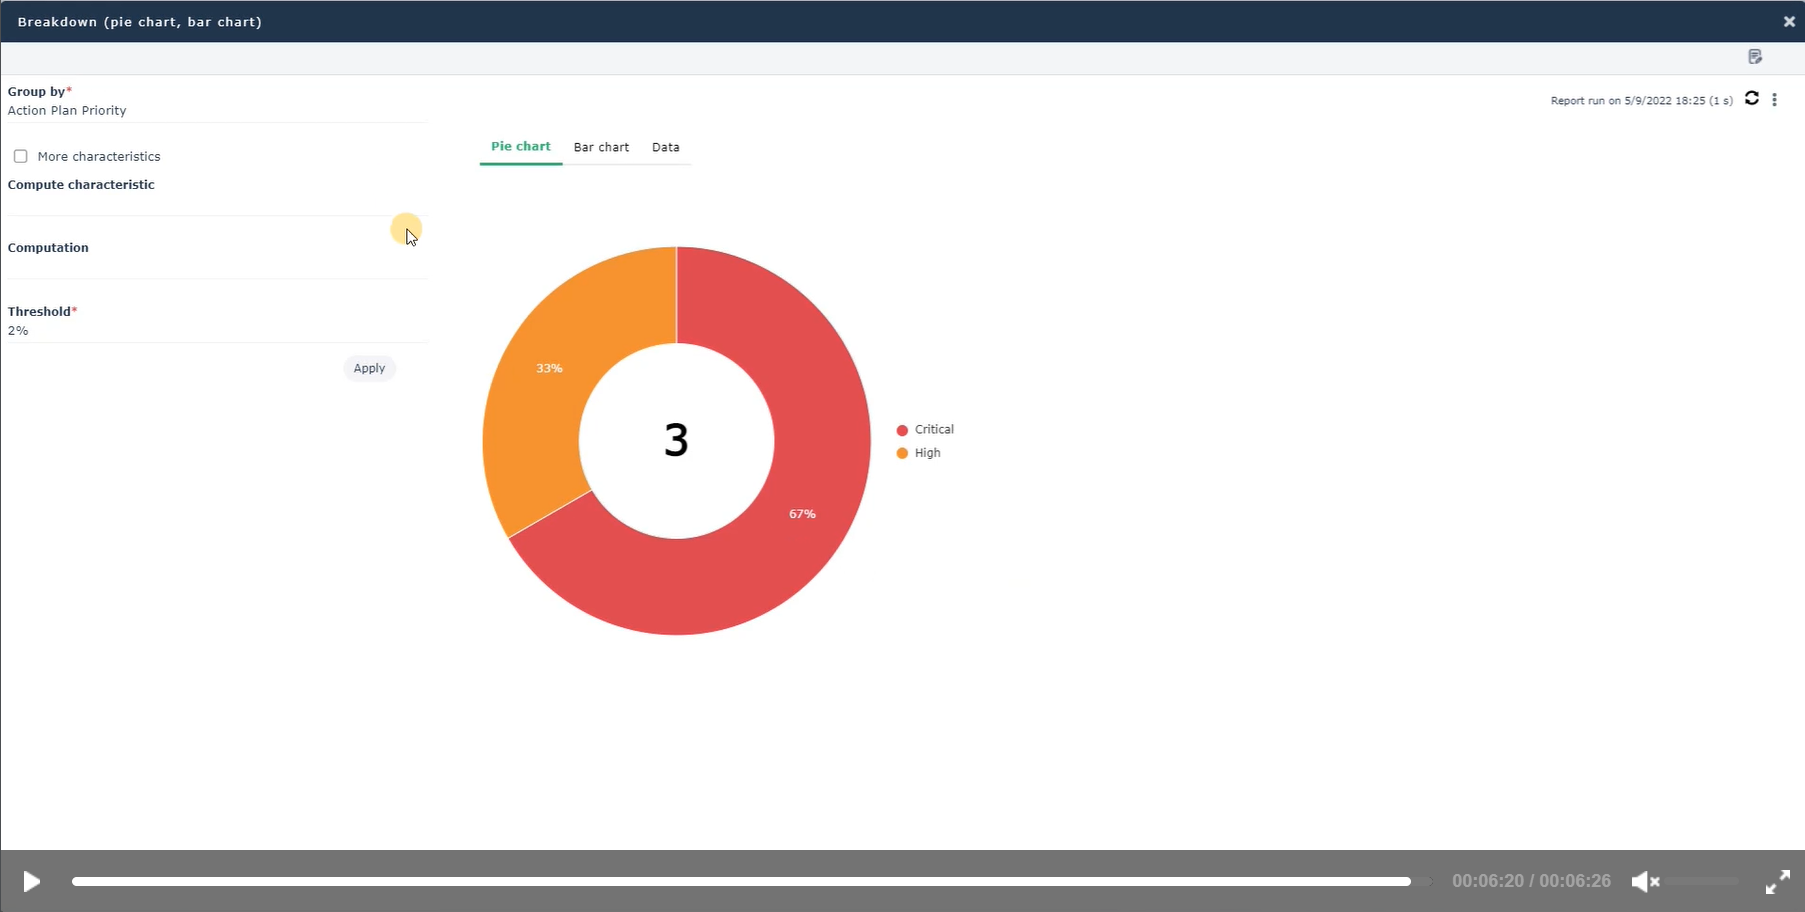 Breakdown (pie chart, bar chart)
Group by*
Action Plan Priority
Report run on 5/9/2022 18:25 (1 s)
More characteristics
Compute characteristic
Computation
Threshold*
2%
Apply
Pie chart Bar chart Data
33%
3
67%
Critical
High
00:06:20 / 00:06:26